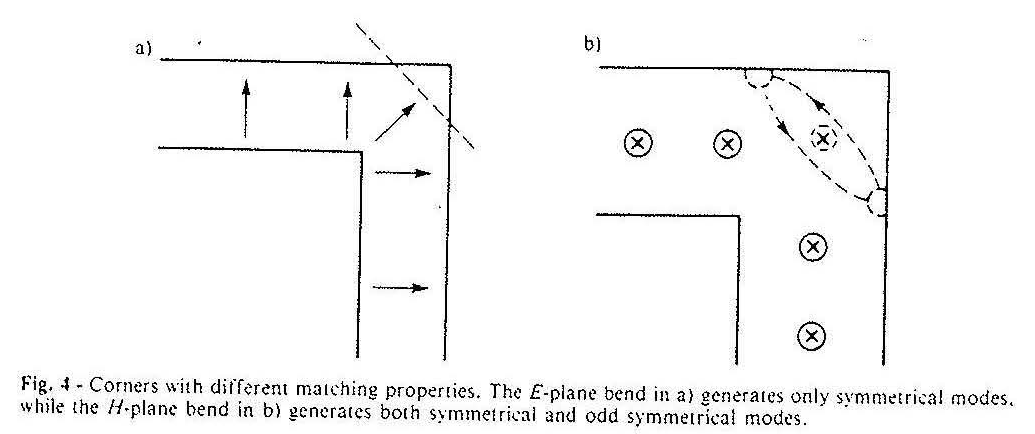 a)
b)
Fig. 4 - Corners with different matching properties. The E-plane bend in a) generates only symmetrical modes.
while the H-plane bend in b) generates both symmetrical and odd symmetrical modes.